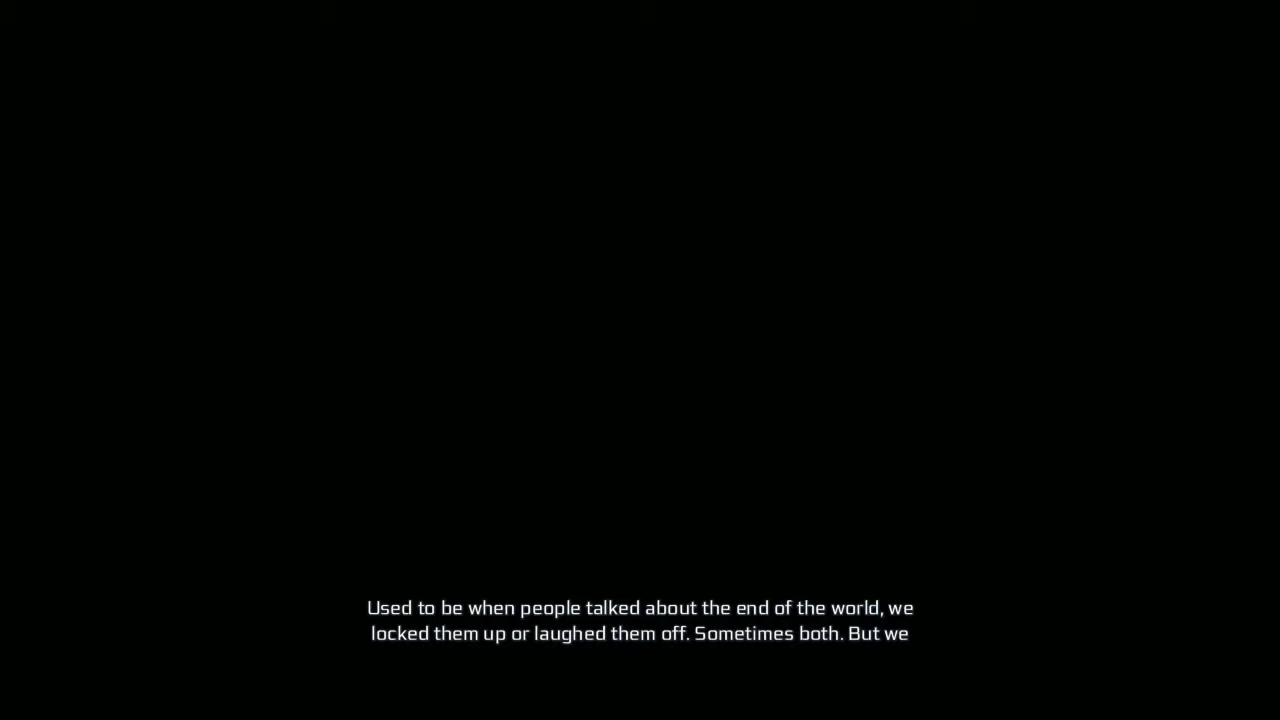 Used to be when people talked about the end of the world, we
locked them up or laughed them off. Sometimes both. But we